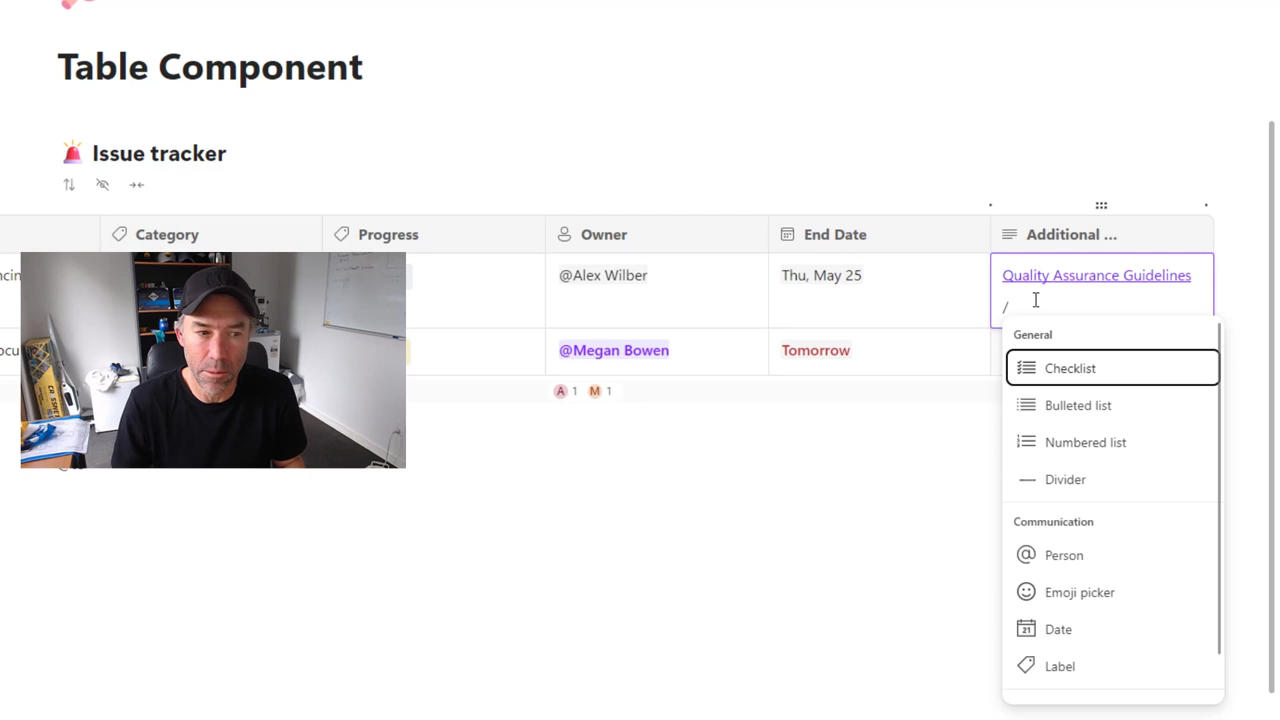 Table Component
Issue tracker
Category
Progress
Owner
End Date
Additional ...
@Alex Wilber
Thu, May 25
Quality Assurance Guidelines
/
@Megan Bowen
Tomorrow
A 1 M 1
General
Checklist
Bulleted list
Numbered list
Divider
Communication
@ Person
Emoji picker
21 Date
Label